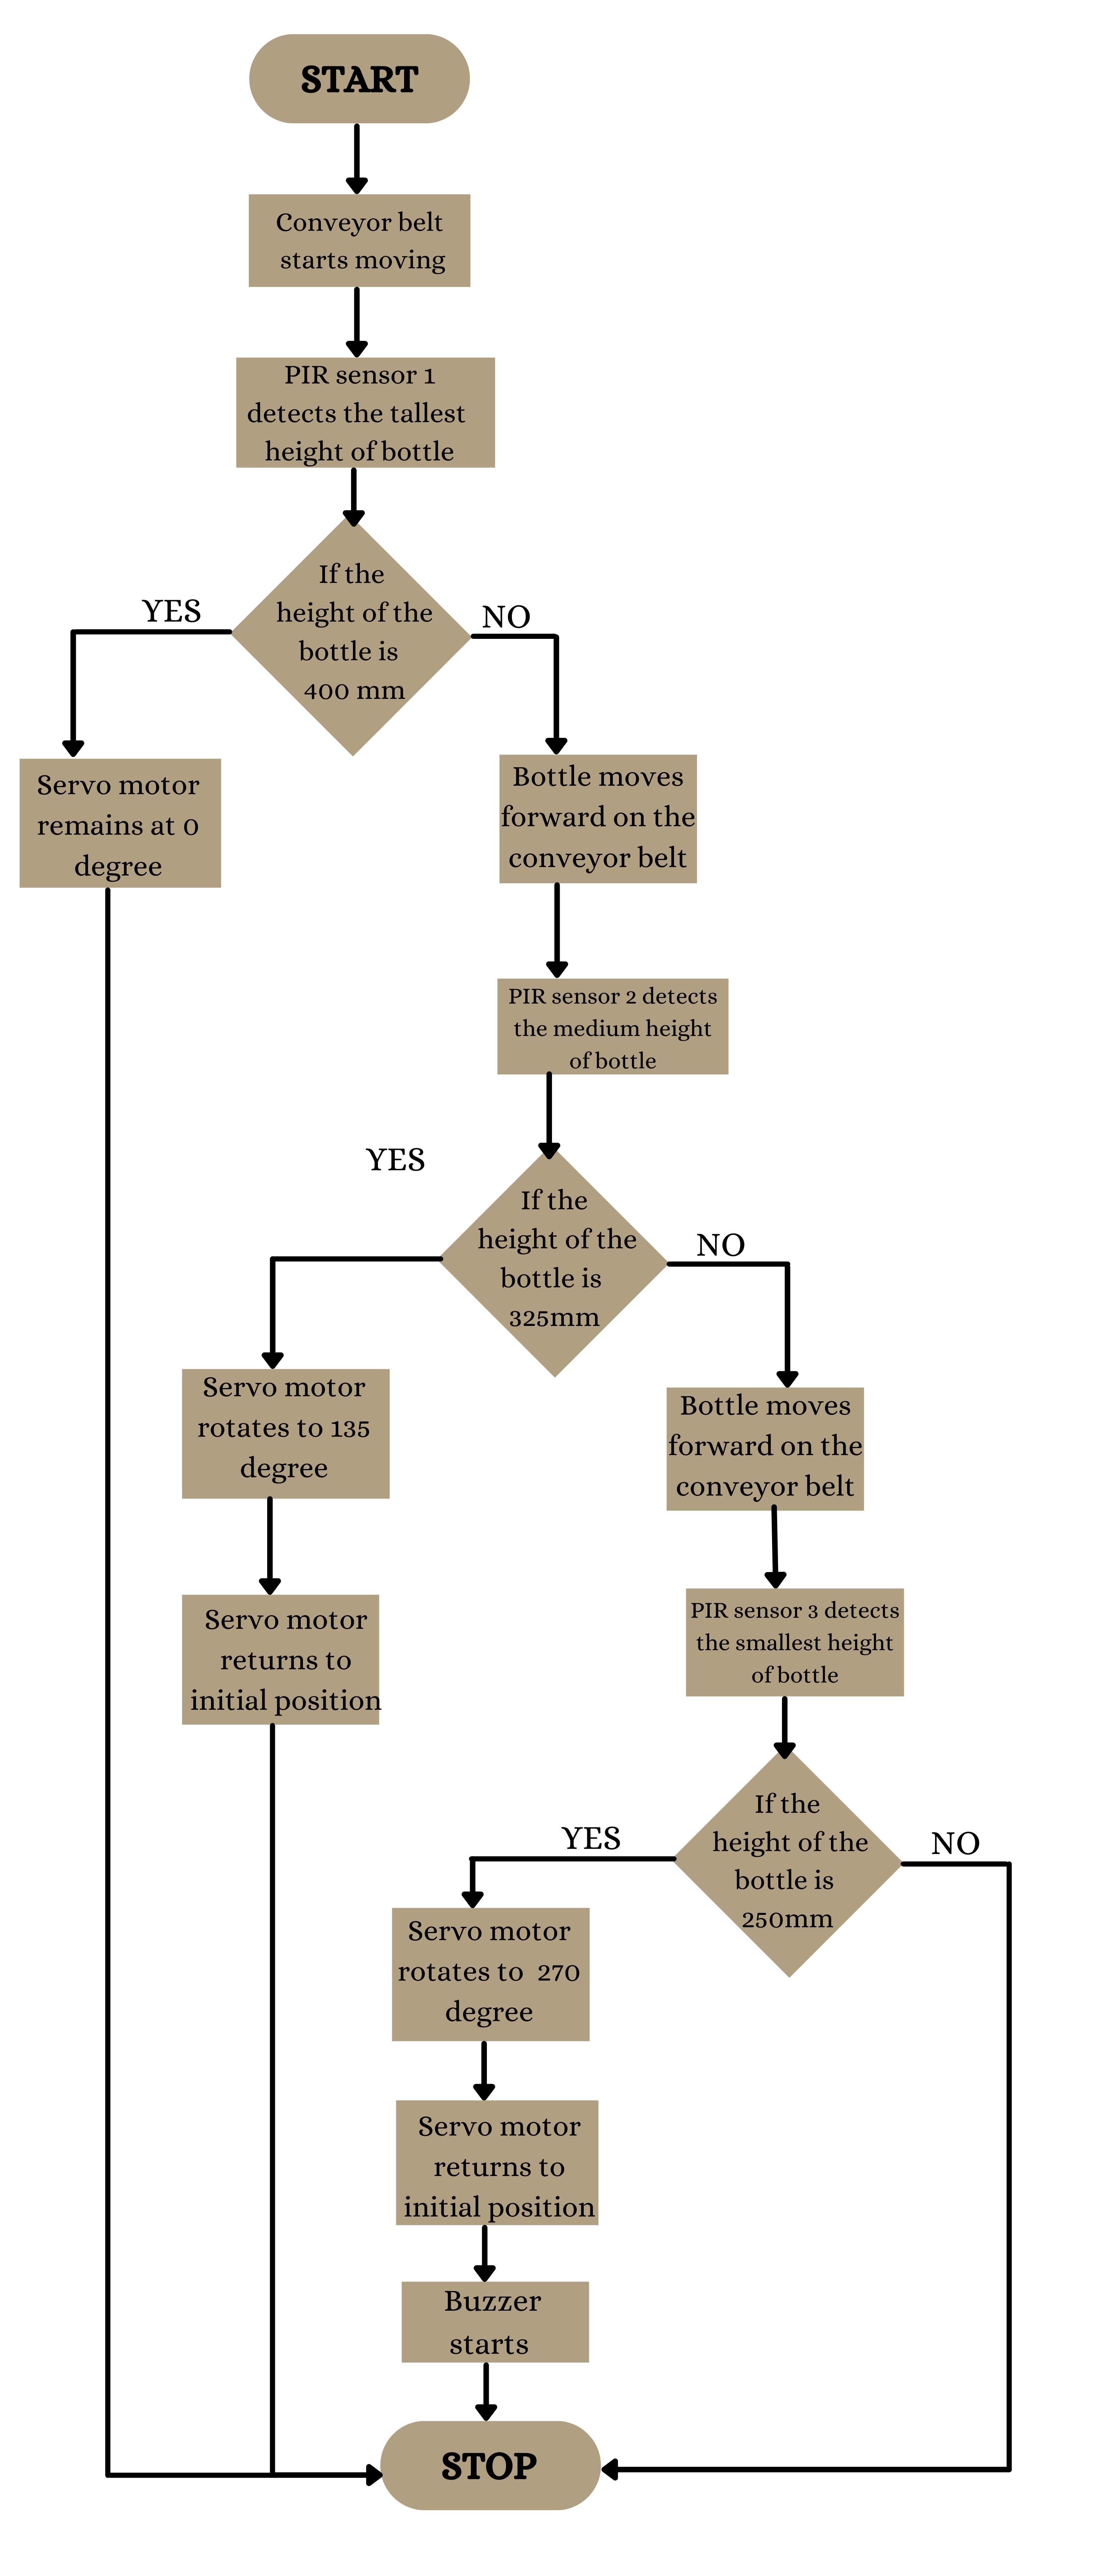 START
Conveyor belt
starts moving
PIR sensor 1
detects the tallest
height of bottle
If the
height of the
bottle is
400 mm
YES
NO
Servo motor
remains at 0
degree
Bottle moves
forward on the
conveyor belt
PIR sensor 2 detects
the medium height
of bottle
YES
If the
height of the
bottle is
325mm
NO
Servo motor
rotates to 135
degree
Bottle moves
forward on the
conveyor belt
Servo motor
returns to
initial position
PIR sensor 3 detects
the smallest height
of bottle
If the
height of the
bottle is
250mm
YES
NO
Servo motor
rotates to 270
degree
Servo motor
returns to
initial position
Buzzer
starts
STOP